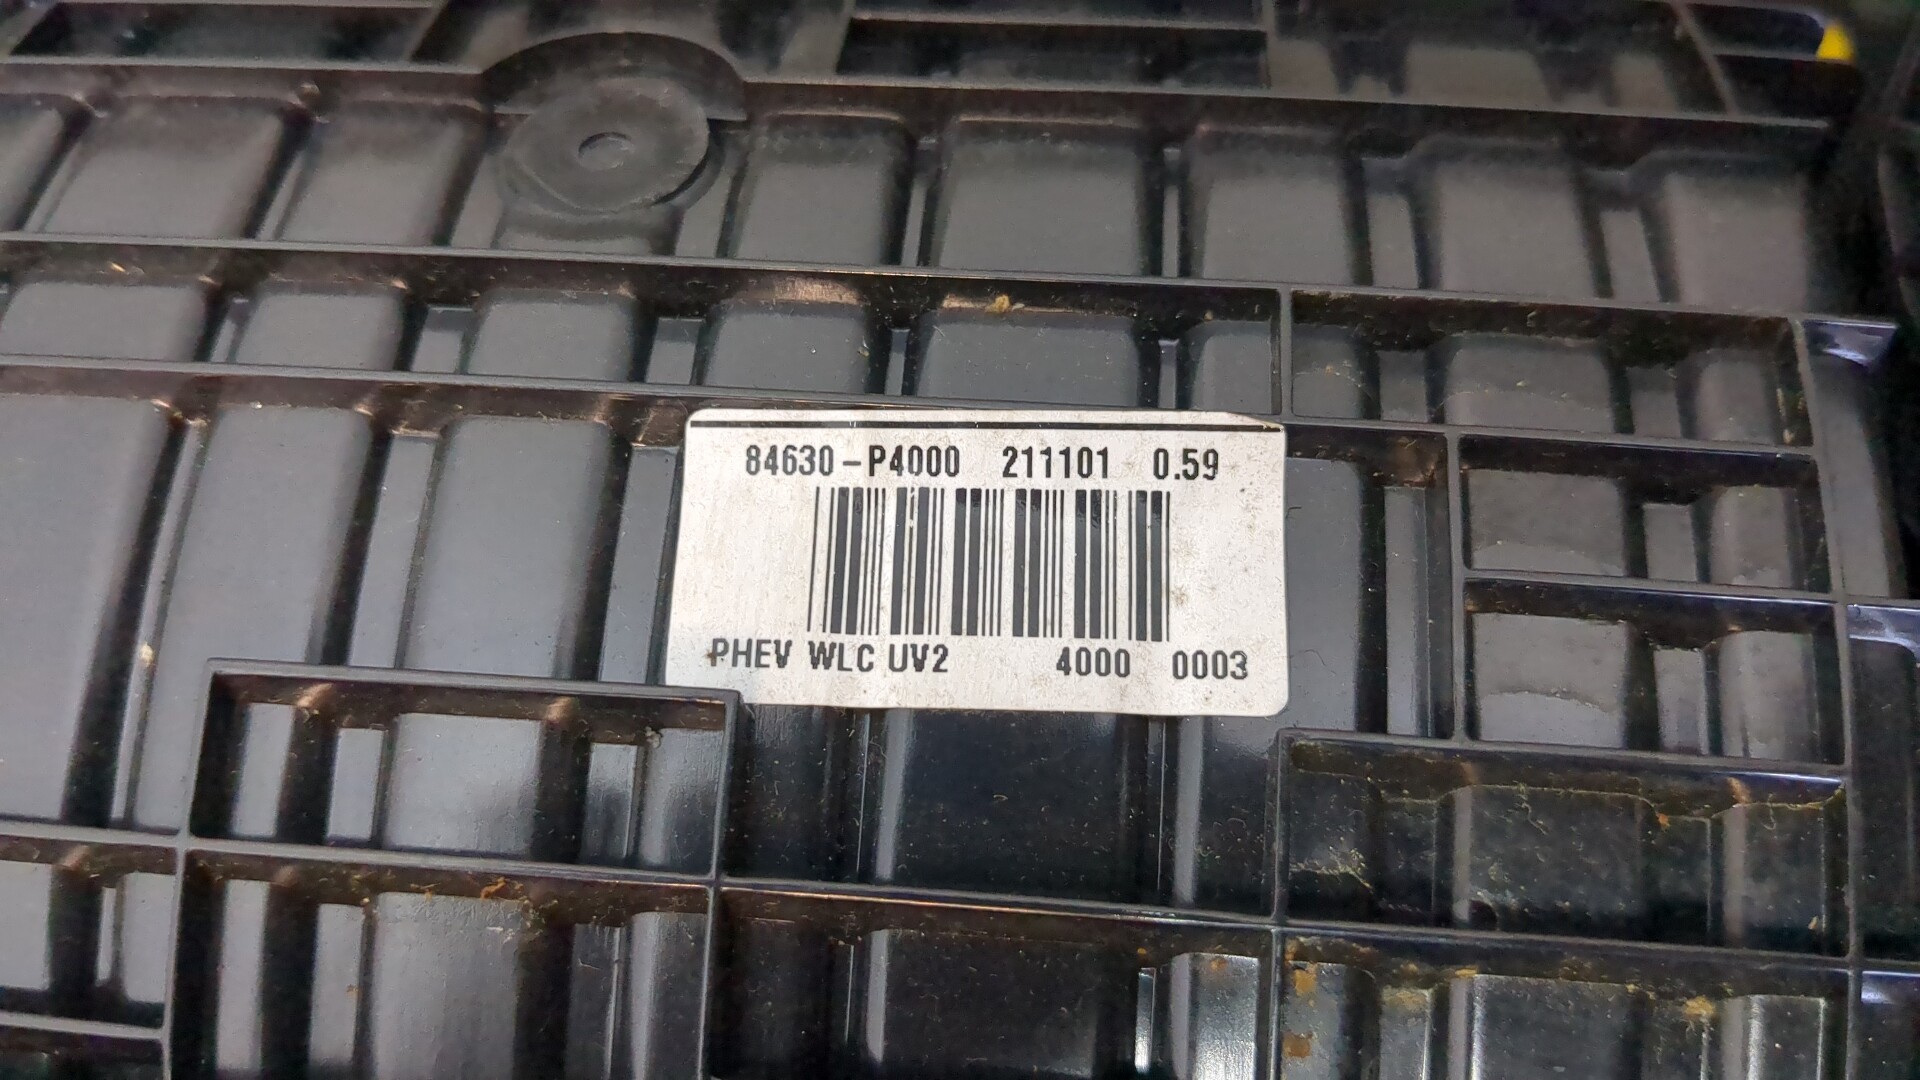 84630-P4000 211101 0.59
PHEV WLC UV2 4000 0003